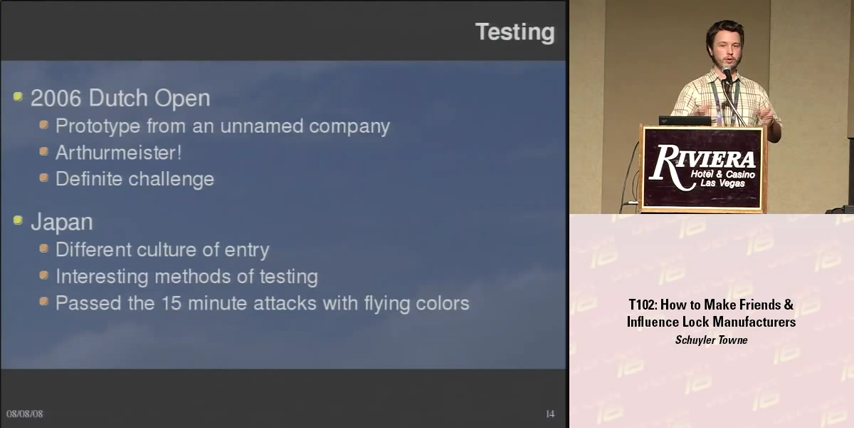 Testing
2006 Dutch Open
Prototype from an unnamed company
Arthurmeister!
Definite challenge
Japan
Different culture of entry
Interesting methods of testing
Passed the 15 minute attacks with flying colors
08/08/08
14
RIVIERA
Hotel & Casino
Las Vegas
T102: How to Make Friends &
Influence Lock Manufacturers
Schuyler Towne